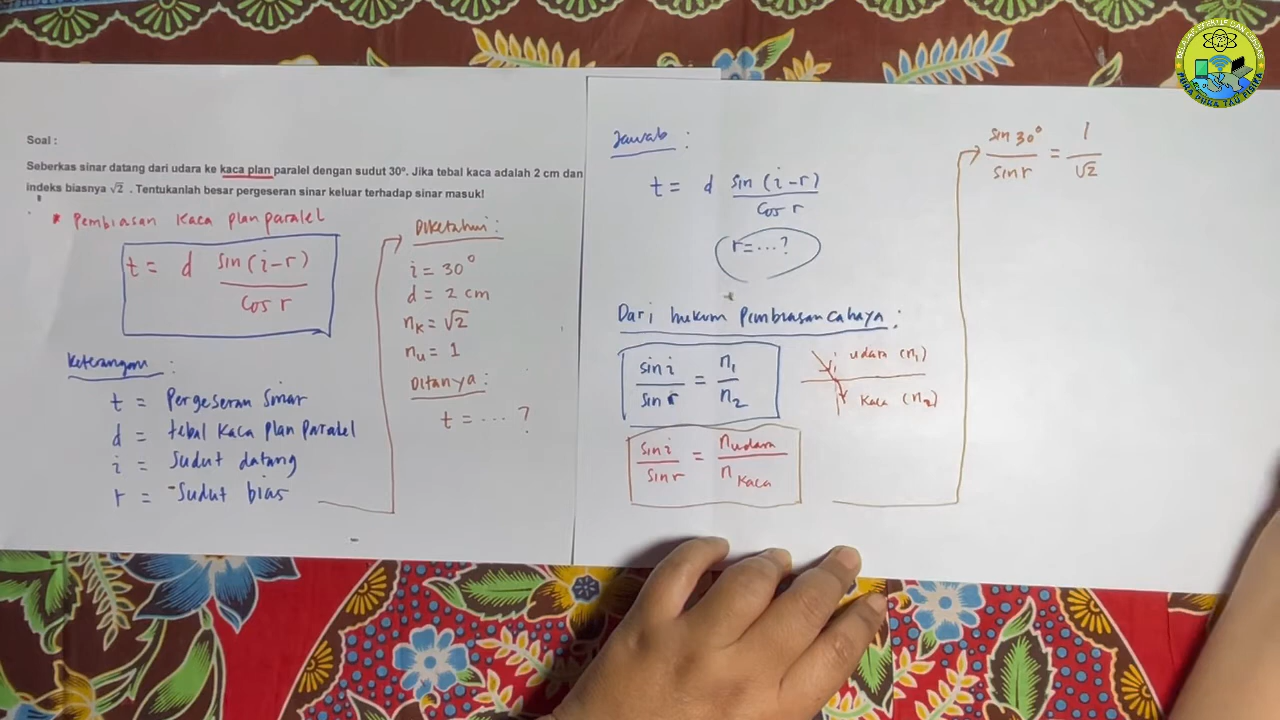 Soal :
Seberkas sinar datang dari udara ke kaca plan paralel dengan sudut 30°. Jika tebal kaca adalah 2 cm dan
indeks biasnya √2 . Tentukanlah besar pergeseran sinar keluar terhadap sinar masuk!
* Pembiasan Kaca plan paralel
t = d sin (i-r) / cos r
Keterangan :
t = Pergeseran Sinar
d = tebal Kaca Plan Paralel
i = Sudut datang
r = Sudut bias
Diketahui :
i = 30°
d = 2 cm
nK = √2
nu = 1
Ditanya :
t = ... ?
Jawab :
t = d sin (i-r) / cos r
r = ... ?
Dari hukum Pembiasan Cahaya :
sin i / sin r = n1 / n2
i udara (n1)
r Kaca (n2)
sin i / sin r = n udara / n Kaca
sin 30° / sin r = 1 / √2
MIKA PUKA TAU FISIKA